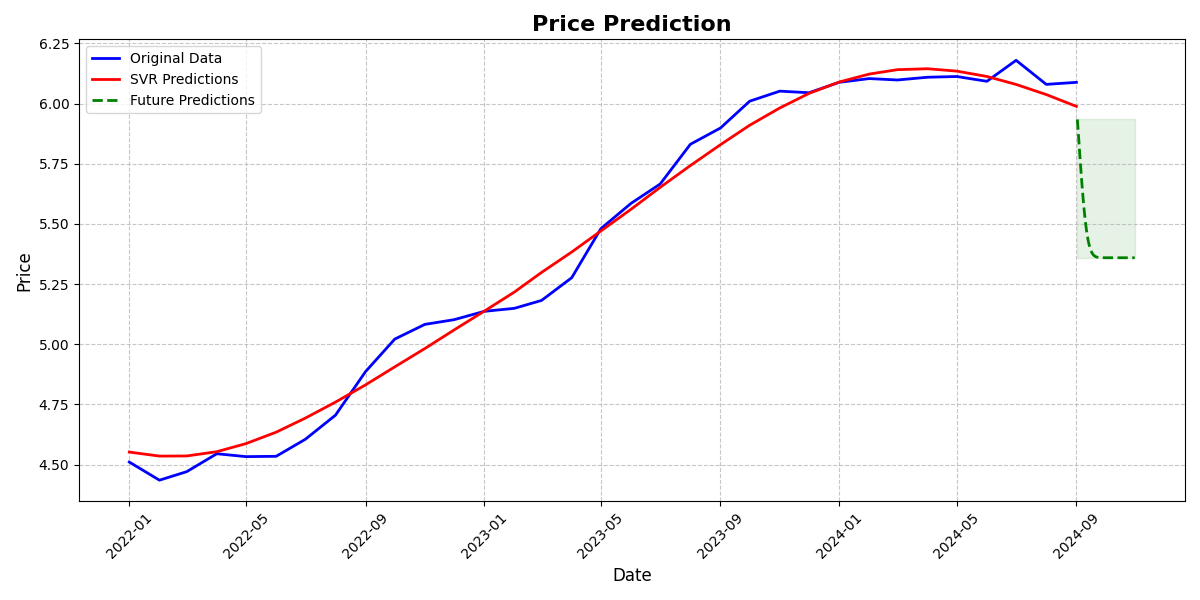 Price Prediction
Original Data
SVR Predictions
Future Predictions
6.25
6.00
5.75
5.50
5.25
5.00
4.75
4.50
Price
2022-01
2022-05
2022-09
2023-01
2023-05
2023-09
2024-01
2024-05
2024-09
Date